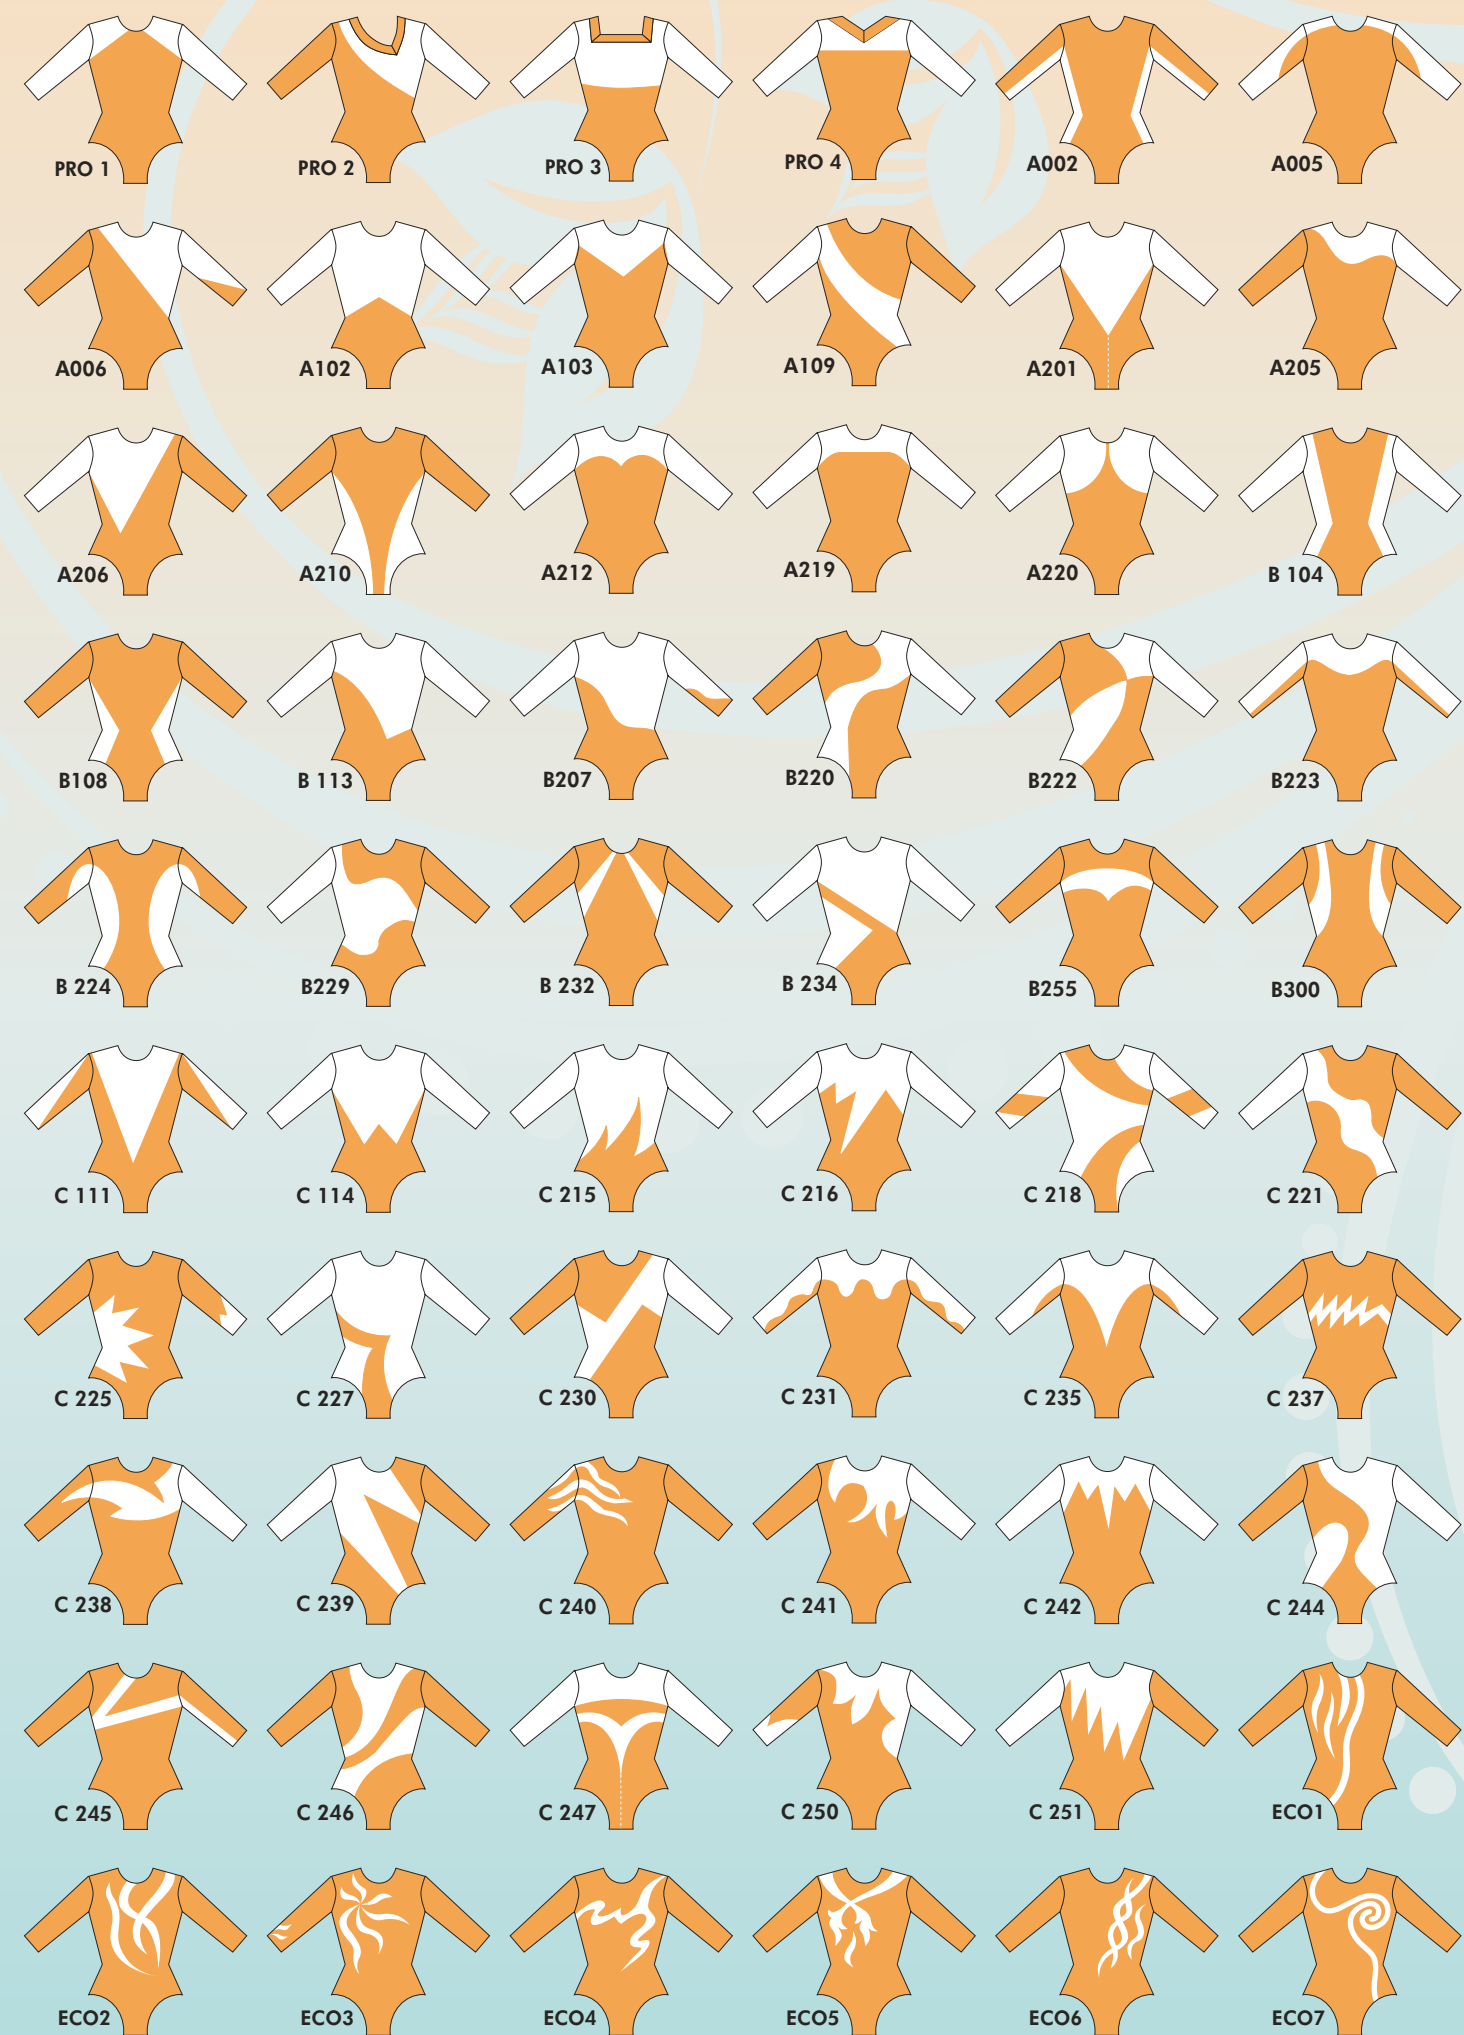 PRO 1 PRO 2 PRO 3 PRO 4 A002 A005
A006 A102 A103 A109 A201 A205
A206 A210 A212 A219 A220 B 104
B108 B 113 B207 B220 B222 B223
B 224 B229 B 232 B 234 B255 B300
C 111 C 114 C 215 C 216 C 218 C 221
C 225 C 227 C 230 C 231 C 235 C 237
C 238 C 239 C 240 C 241 C 242 C 244
C 245 C 246 C 247 C 250 C 251 ECO1
ECO2 ECO3 ECO4 ECO5 ECO6 ECO7